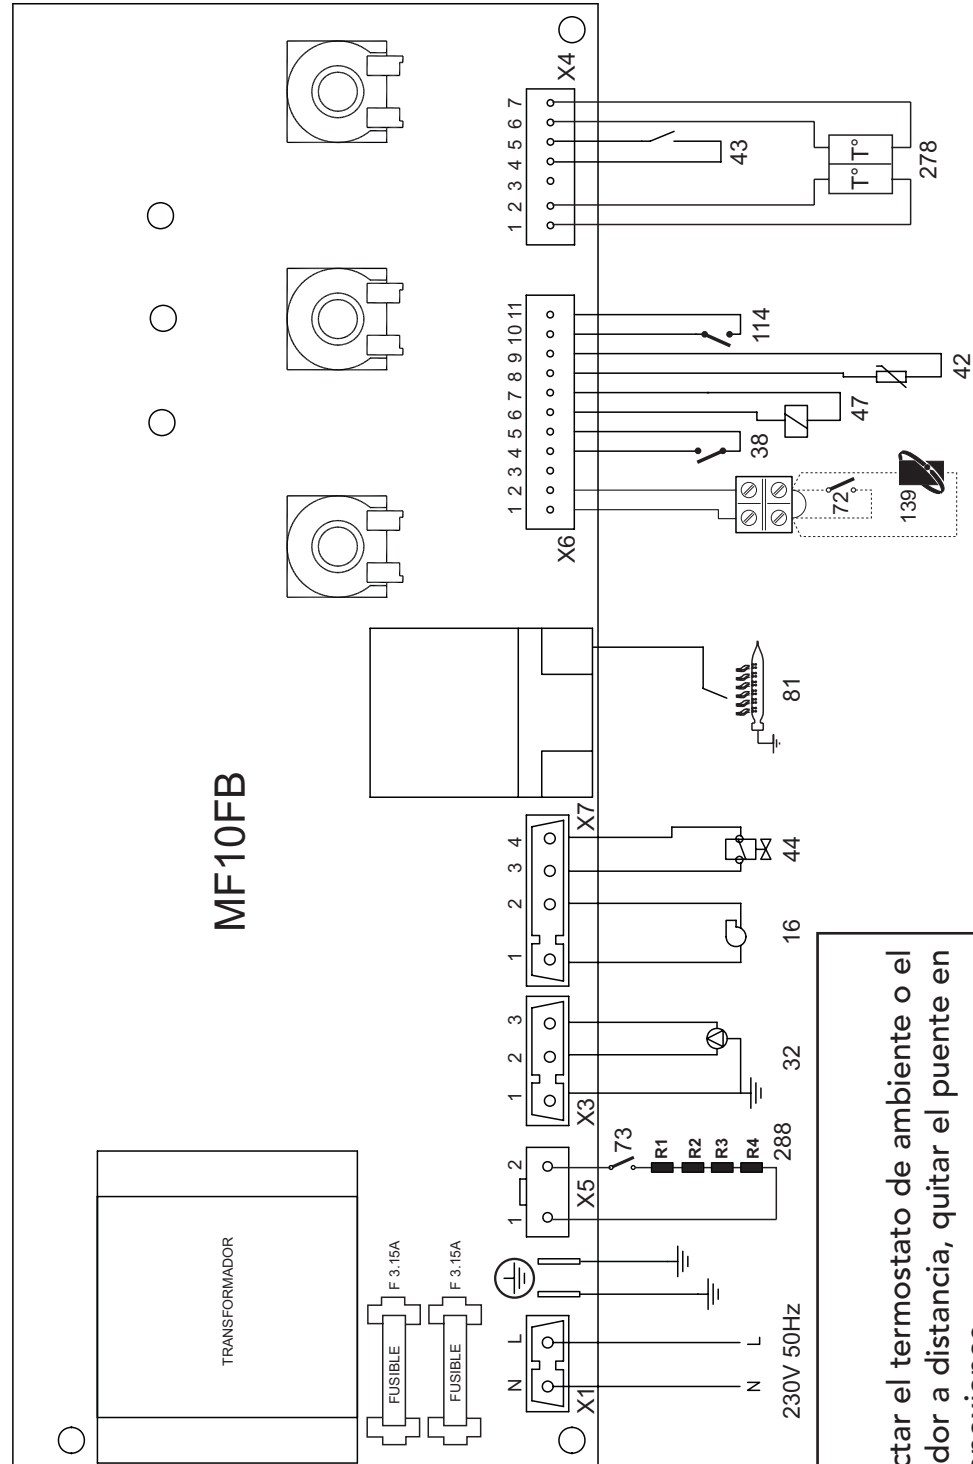 MF10FB
TRANSFORMADOR
FUSIBLE
F 3.15A
FUSIBLE
F 3.15A
N L
X1
230V 50Hz
N L
1 2
X5
73
R1
R2
R3
R4
288
1 2 3
X3
32
1 2 3 4
X7
16
44
81
1 2 3 4 5 6 7 8 9 10 11
X6
72
139
38
47
42
114
1 2 3 4 5 6 7
X4
43
T° T°
278
ctar el termostato de ambiente o el
dor a distancia, quitar el puente en